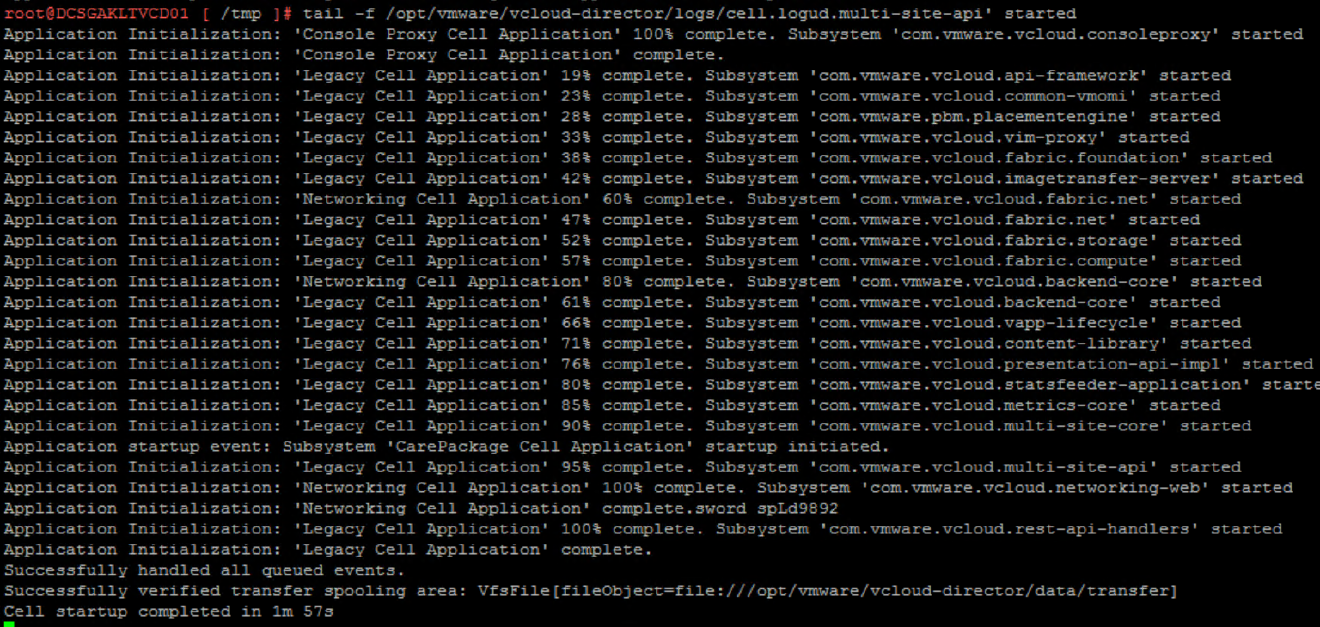 root@DCSGAKLTVCD01 [ /tmp ]# tail -f /opt/vmware/vcloud-director/logs/cell.logud.multi-site-api' started
Application Initialization: 'Console Proxy Cell Application' 100% complete. Subsystem 'com.vmware.vcloud.consoleproxy' started
Application Initialization: 'Console Proxy Cell Application' complete.
Application Initialization: 'Legacy Cell Application' 19% complete. Subsystem 'com.vmware.vcloud.api-framework' started
Application Initialization: 'Legacy Cell Application' 23% complete. Subsystem 'com.vmware.vcloud.common-vmomi' started
Application Initialization: 'Legacy Cell Application' 28% complete. Subsystem 'com.vmware.pbm.placementengine' started
Application Initialization: 'Legacy Cell Application' 33% complete. Subsystem 'com.vmware.vcloud.vim-proxy' started
Application Initialization: 'Legacy Cell Application' 38% complete. Subsystem 'com.vmware.vcloud.fabric.foundation' started
Application Initialization: 'Legacy Cell Application' 42% complete. Subsystem 'com.vmware.vcloud.imagetransfer-server' started
Application Initialization: 'Networking Cell Application' 60% complete. Subsystem 'com.vmware.vcloud.fabric.net' started
Application Initialization: 'Legacy Cell Application' 47% complete. Subsystem 'com.vmware.vcloud.fabric.net' started
Application Initialization: 'Legacy Cell Application' 52% complete. Subsystem 'com.vmware.vcloud.fabric.storage' started
Application Initialization: 'Legacy Cell Application' 57% complete. Subsystem 'com.vmware.vcloud.fabric.compute' started
Application Initialization: 'Networking Cell Application' 80% complete. Subsystem 'com.vmware.vcloud.backend-core' started
Application Initialization: 'Legacy Cell Application' 61% complete. Subsystem 'com.vmware.vcloud.backend-core' started
Application Initialization: 'Legacy Cell Application' 66% complete. Subsystem 'com.vmware.vcloud.vapp-lifecycle' started
Application Initialization: 'Legacy Cell Application' 71% complete. Subsystem 'com.vmware.vcloud.content-library' started
Application Initialization: 'Legacy Cell Application' 76% complete. Subsystem 'com.vmware.vcloud.presentation-api-impl' started
Application Initialization: 'Legacy Cell Application' 80% complete. Subsystem 'com.vmware.vcloud.statsfeeder-application' starte
Application Initialization: 'Legacy Cell Application' 85% complete. Subsystem 'com.vmware.vcloud.metrics-core' started
Application Initialization: 'Legacy Cell Application' 90% complete. Subsystem 'com.vmware.vcloud.multi-site-core' started
Application startup event: Subsystem 'CarePackage Cell Application' startup initiated.
Application Initialization: 'Legacy Cell Application' 95% complete. Subsystem 'com.vmware.vcloud.multi-site-api' started
Application Initialization: 'Networking Cell Application' 100% complete. Subsystem 'com.vmware.vcloud.networking-web' started
Application Initialization: 'Networking Cell Application' complete.sword spLd9892
Application Initialization: 'Legacy Cell Application' 100% complete. Subsystem 'com.vmware.vcloud.rest-api-handlers' started
Application Initialization: 'Legacy Cell Application' complete.
Successfully handled all queued events.
Successfully verified transfer spooling area: VfsFile[fileObject=file:///opt/vmware/vcloud-director/data/transfer]
Cell startup completed in 1m 57s